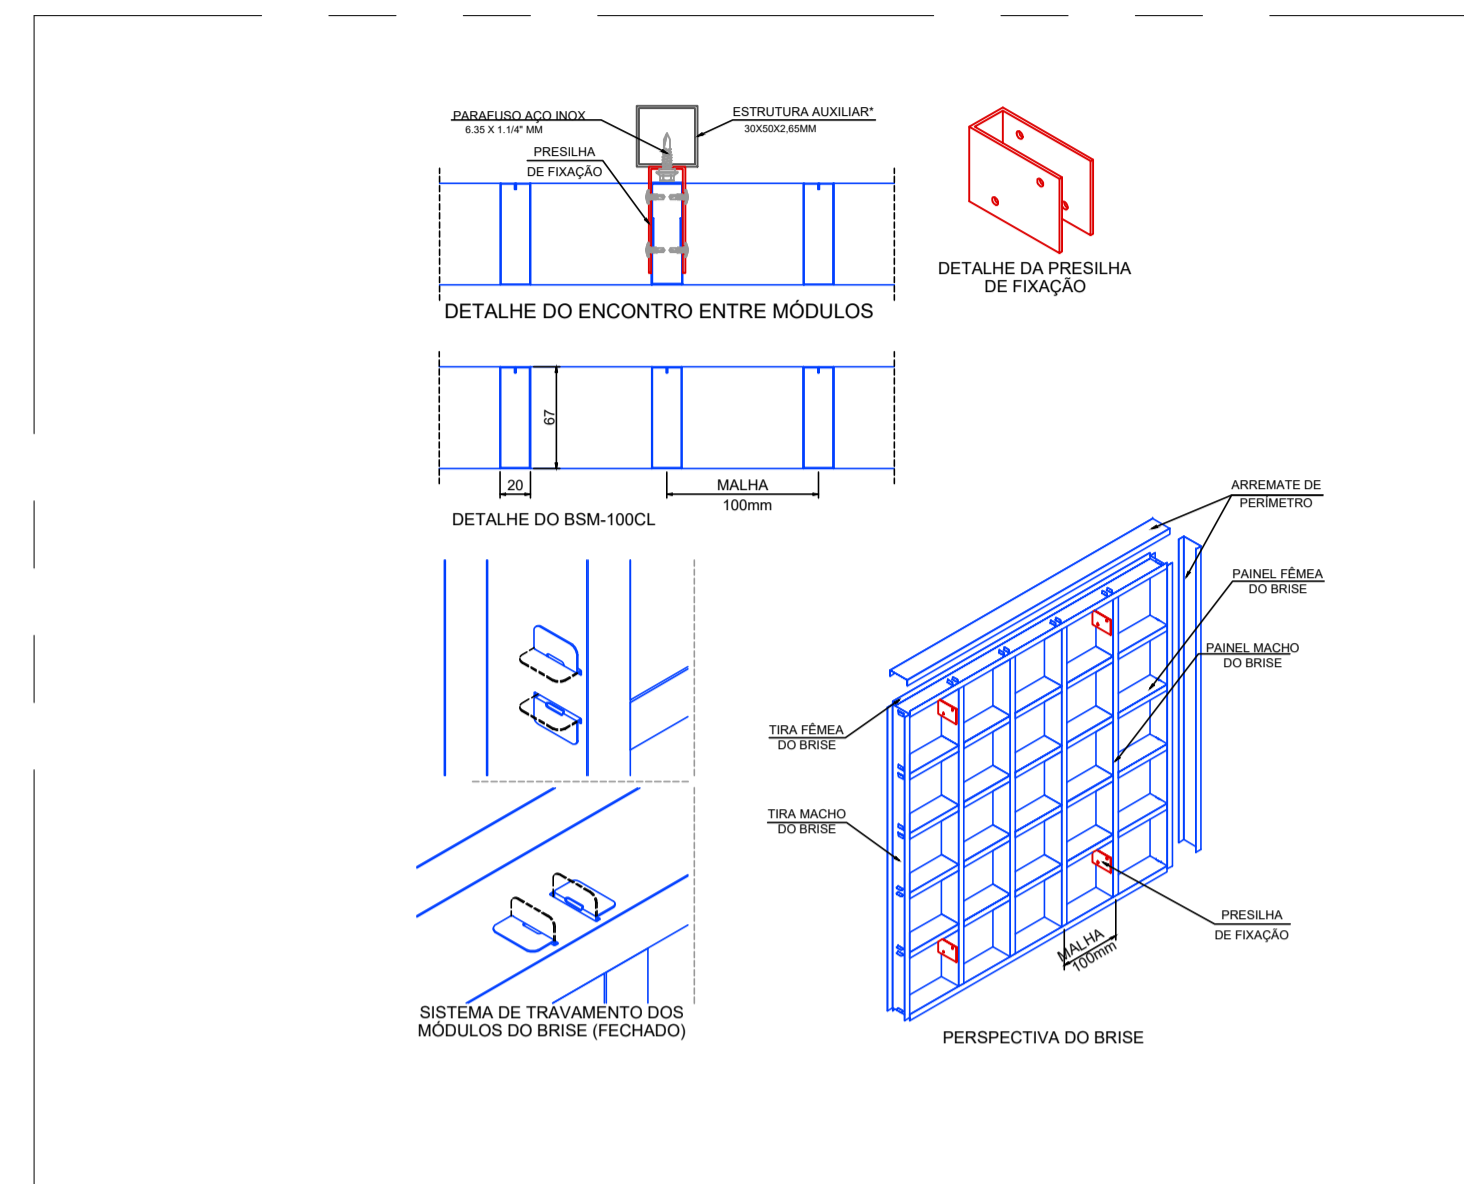 PARAFUSO AÇO INOX
6.35 X 1.1/4" MM
ESTRUTURA AUXILIAR*
30X50X2,65MM
PRESILHA
DE FIXAÇÃO
DETALHE DO ENCONTRO ENTRE MÓDULOS
DETALHE DA PRESILHA
DE FIXAÇÃO
67
20
MALHA
100mm
DETALHE DO BSM-100CL
SISTEMA DE TRAVAMENTO DOS
MÓDULOS DO BRISE (FECHADO)
ARREMATE DE
PERÍMETRO
PAINEL FÊMEA
DO BRISE
PAINEL MACHO
DO BRISE
TIRA FÊMEA
DO BRISE
TIRA MACHO
DO BRISE
PRESILHA
DE FIXAÇÃO
MALHA
100mm
PERSPECTIVA DO BRISE